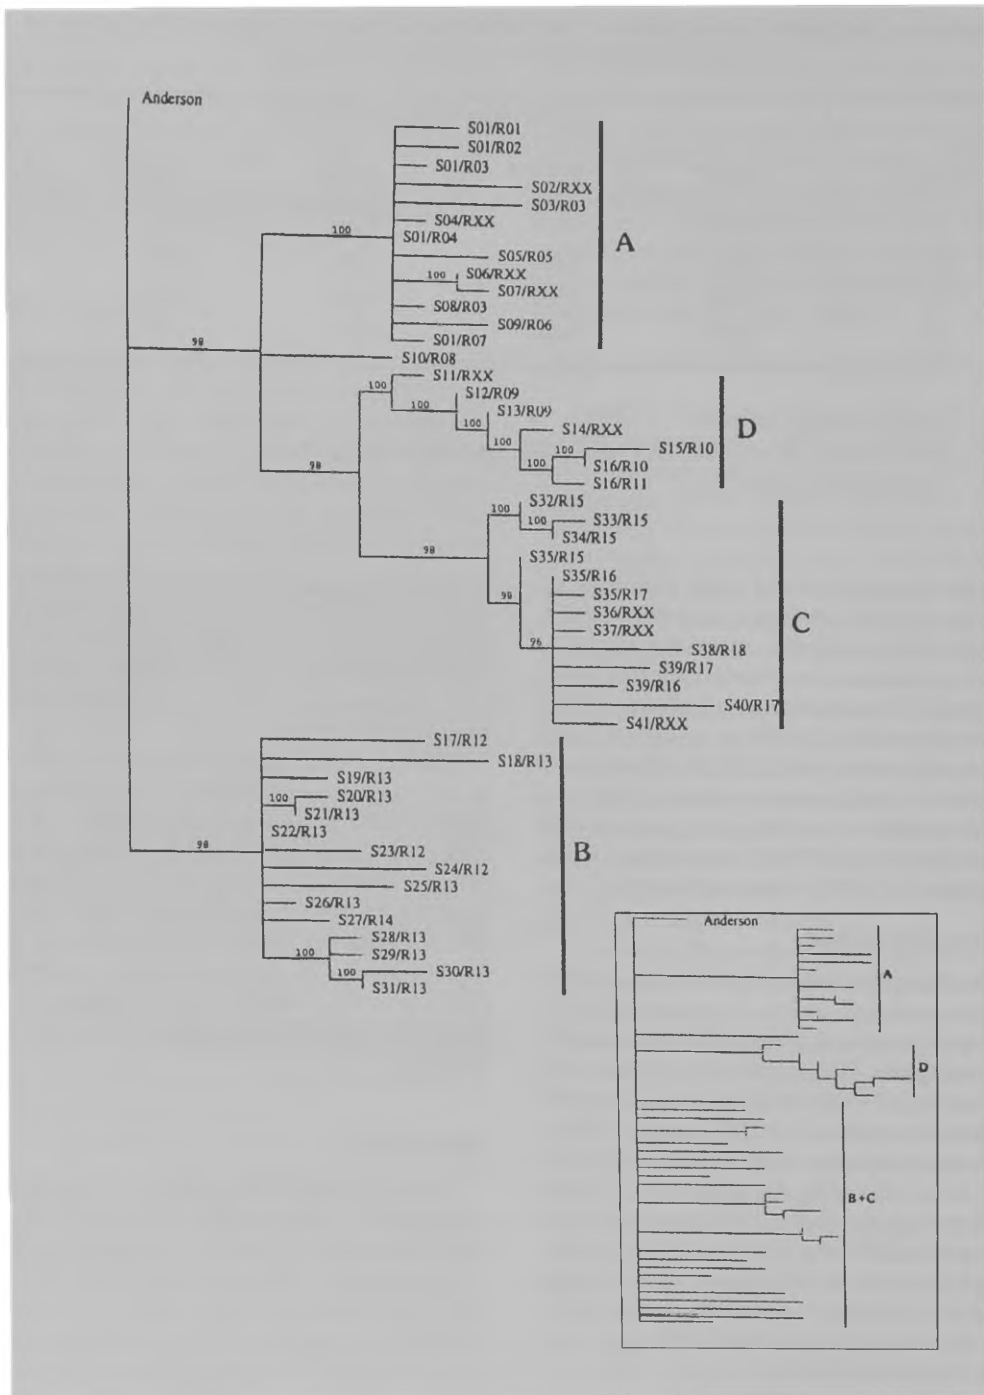 Anderson
S01/R01
S01/R02
S01/R03
S02/RXX
S03/R03
S04/RXX
100
S01/R04
A
S05/R05
S06/RXX
100
S07/RXX
S08/R03
S09/R06
S01/R07
98
S10/R08
S11/RXX
100
S12/R09
100
S13/R09
100
S14/RXX
D
100
S15/R10
100
S16/R10
98
100
S16/R11
S32/R15
100
S33/R15
100
S34/R15
98
S35/R15
S35/R16
S35/R17
98
S36/RXX
S37/RXX
C
96
S38/R18
S39/R17
S39/R16
S40/R17
S41/RXX
S17/R12
S18/R13
S19/R13
S20/R13
100
S21/R13
S22/R13
98
S23/R12
B
S24/R12
S25/R13
S26/R13
S27/R14
S28/R13
100
S29/R13
S30/R13
100
S31/R13
Anderson
A
D
B+C